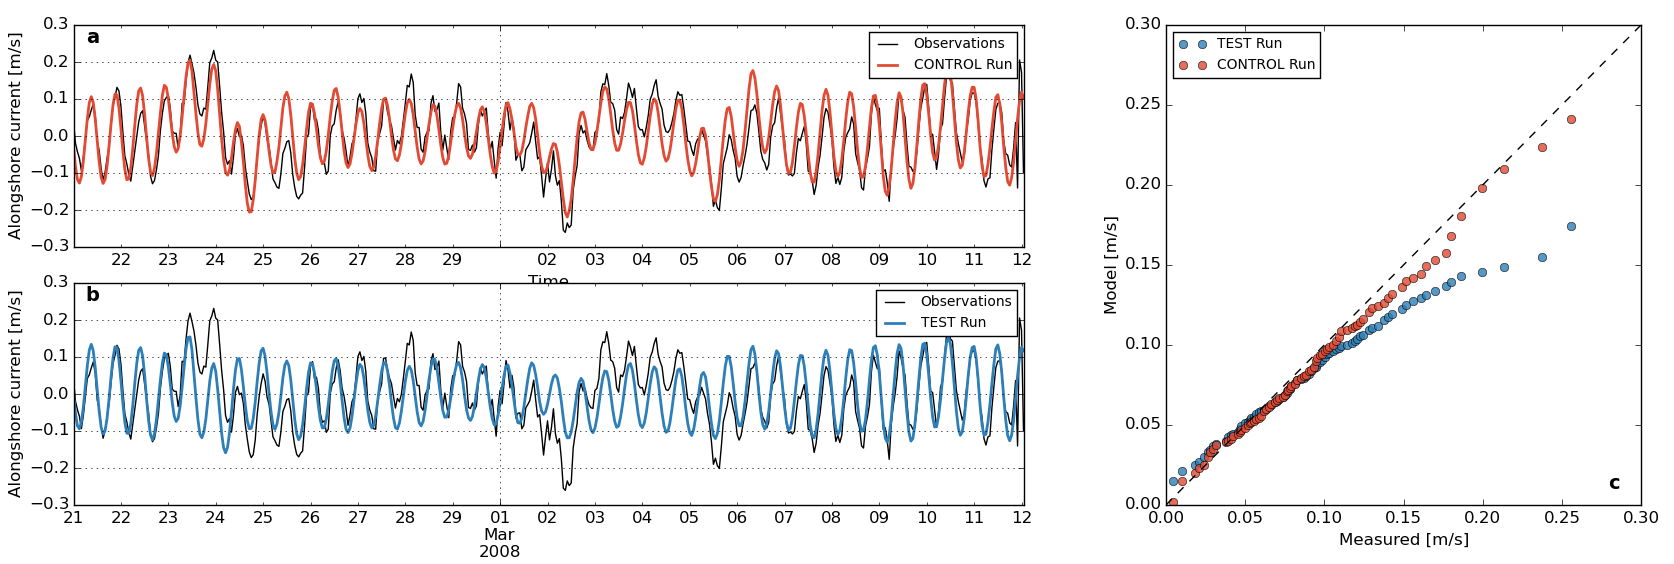 0.3
0.2
0.1
0.0
−0.1
−0.2
−0.3
Alongshore current [m/s]
a
Observations
CONTROL Run
22 23 24 25 26 27 28 29 01 02 03 04 05 06 07 08 09 10 11 12
Time
0.3
0.2
0.1
0.0
−0.1
−0.2
−0.3
Alongshore current [m/s]
b
Observations
TEST Run
21 22 23 24 25 26 27 28 29 01 02 03 04 05 06 07 08 09 10 11 12
Mar
2008
0.30
0.25
0.20
0.15
0.10
0.05
0.00
Model [m/s]
TEST Run
CONTROL Run
c
0.00 0.05 0.10 0.15 0.20 0.25 0.30
Measured [m/s]